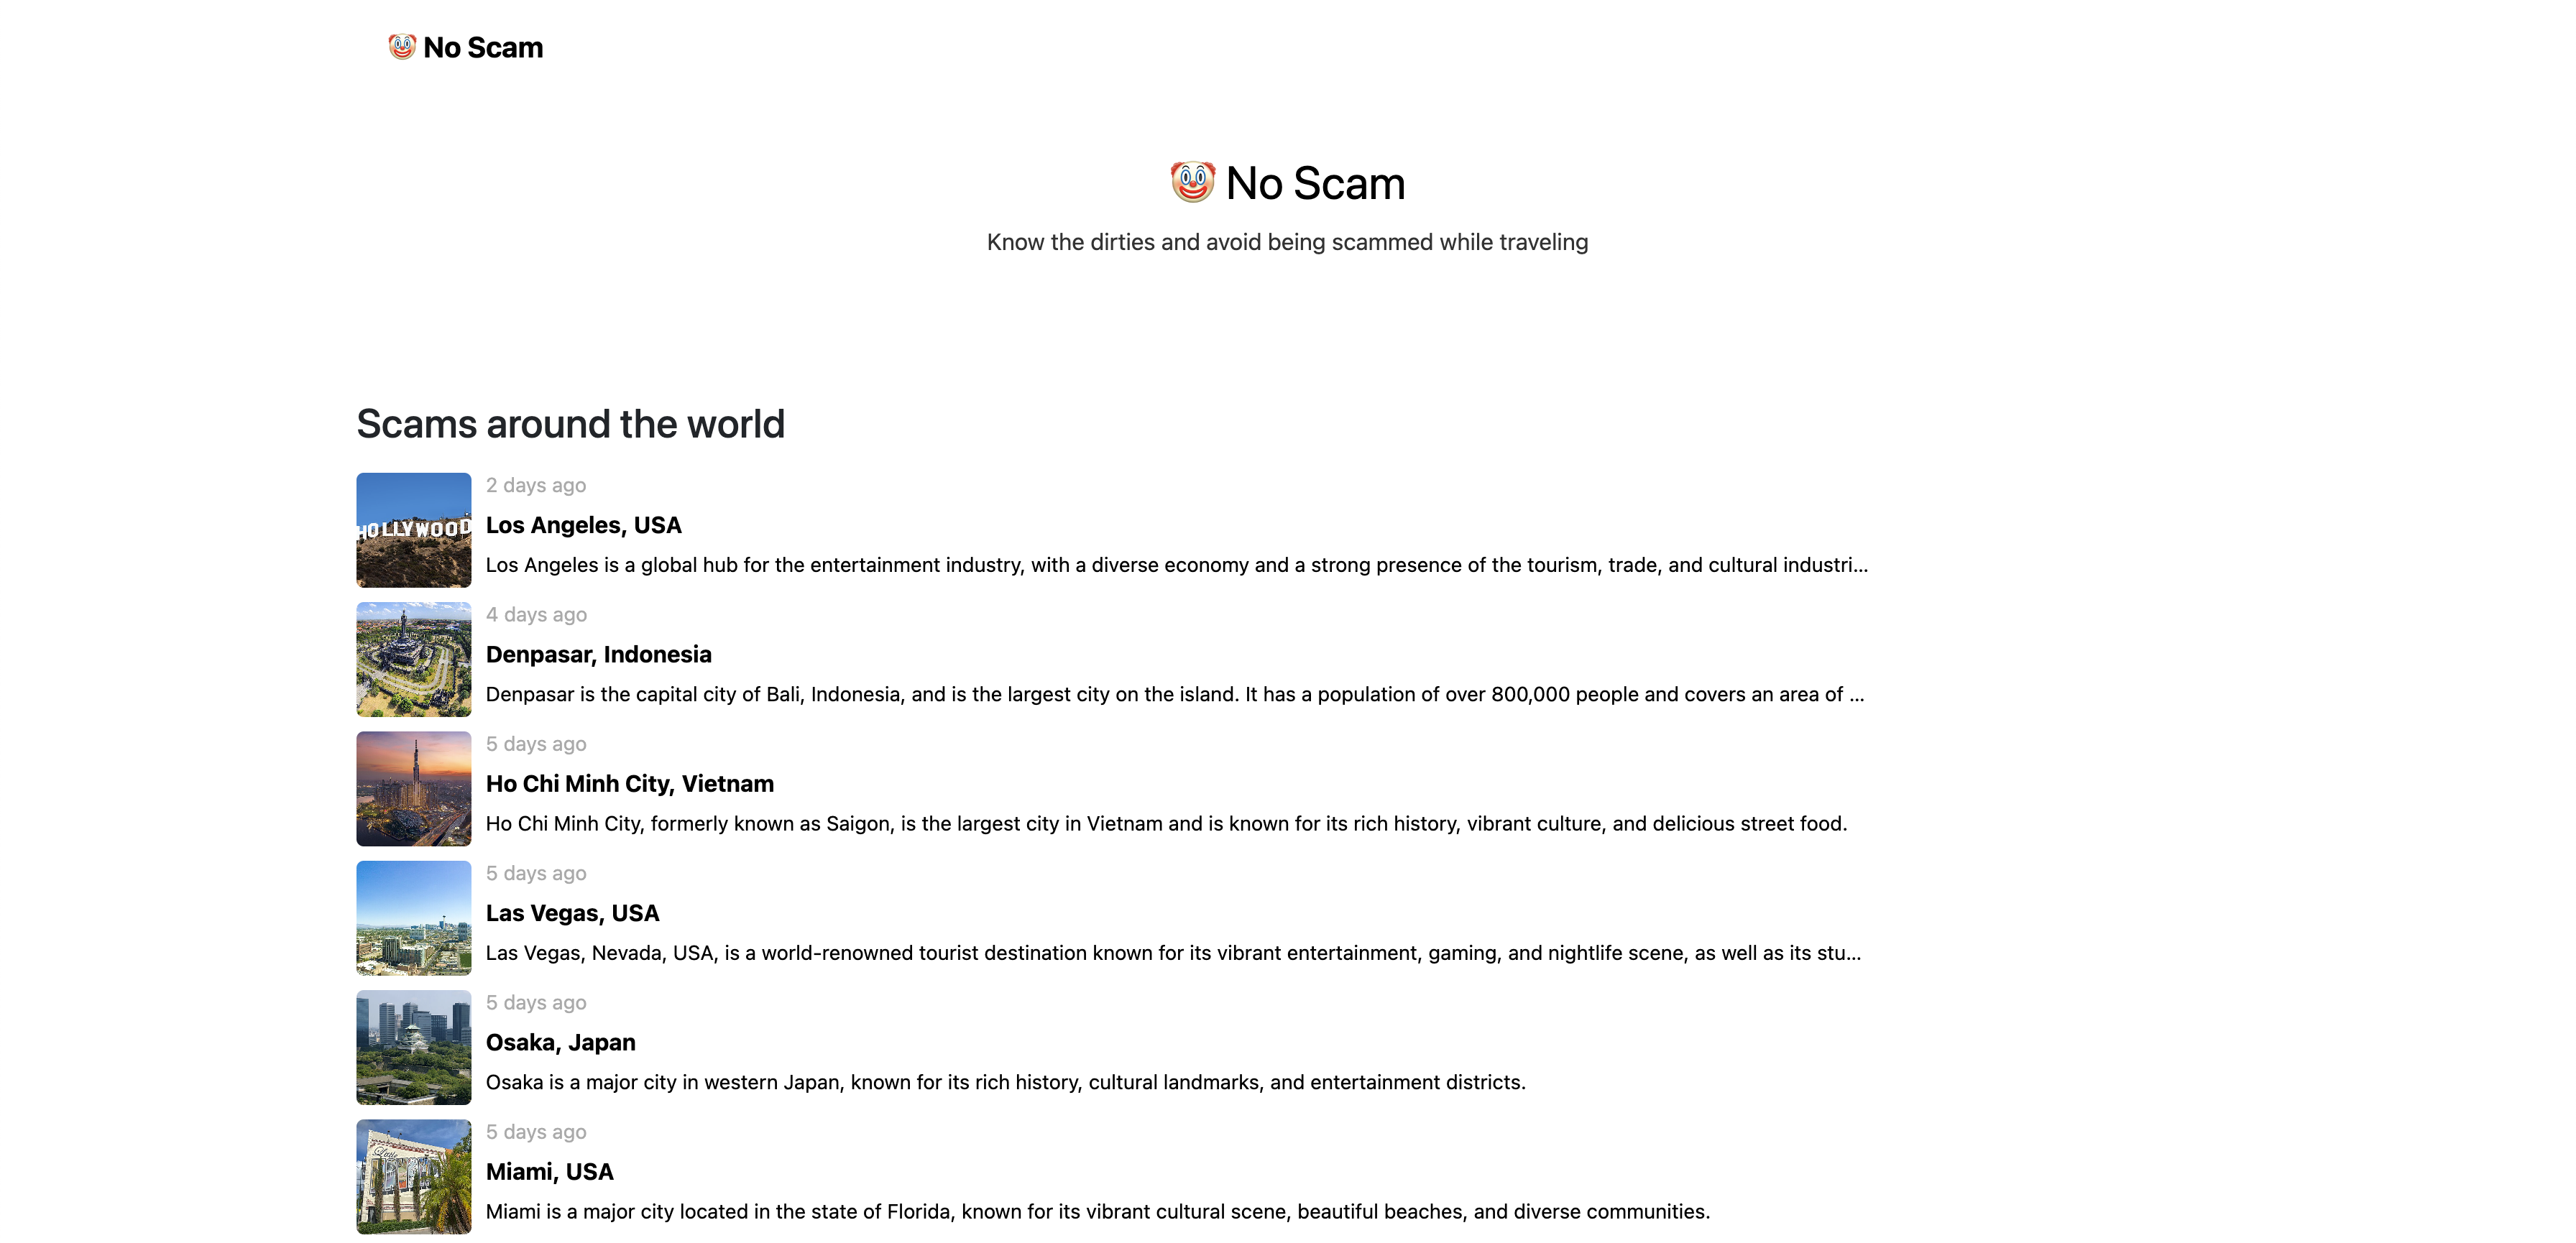 🤡 No Scam
🤡 No Scam
Know the dirties and avoid being scammed while traveling
Scams around the world
HOLLYWOOD
2 days ago
Los Angeles, USA
Los Angeles is a global hub for the entertainment industry, with a diverse economy and a strong presence of the tourism, trade, and cultural industri...
4 days ago
Denpasar, Indonesia
Denpasar is the capital city of Bali, Indonesia, and is the largest city on the island. It has a population of over 800,000 people and covers an area of ...
5 days ago
Ho Chi Minh City, Vietnam
Ho Chi Minh City, formerly known as Saigon, is the largest city in Vietnam and is known for its rich history, vibrant culture, and delicious street food.
5 days ago
Las Vegas, USA
Las Vegas, Nevada, USA, is a world-renowned tourist destination known for its vibrant entertainment, gaming, and nightlife scene, as well as its stu...
5 days ago
Osaka, Japan
Osaka is a major city in western Japan, known for its rich history, cultural landmarks, and entertainment districts.
5 days ago
Miami, USA
Miami is a major city located in the state of Florida, known for its vibrant cultural scene, beautiful beaches, and diverse communities.